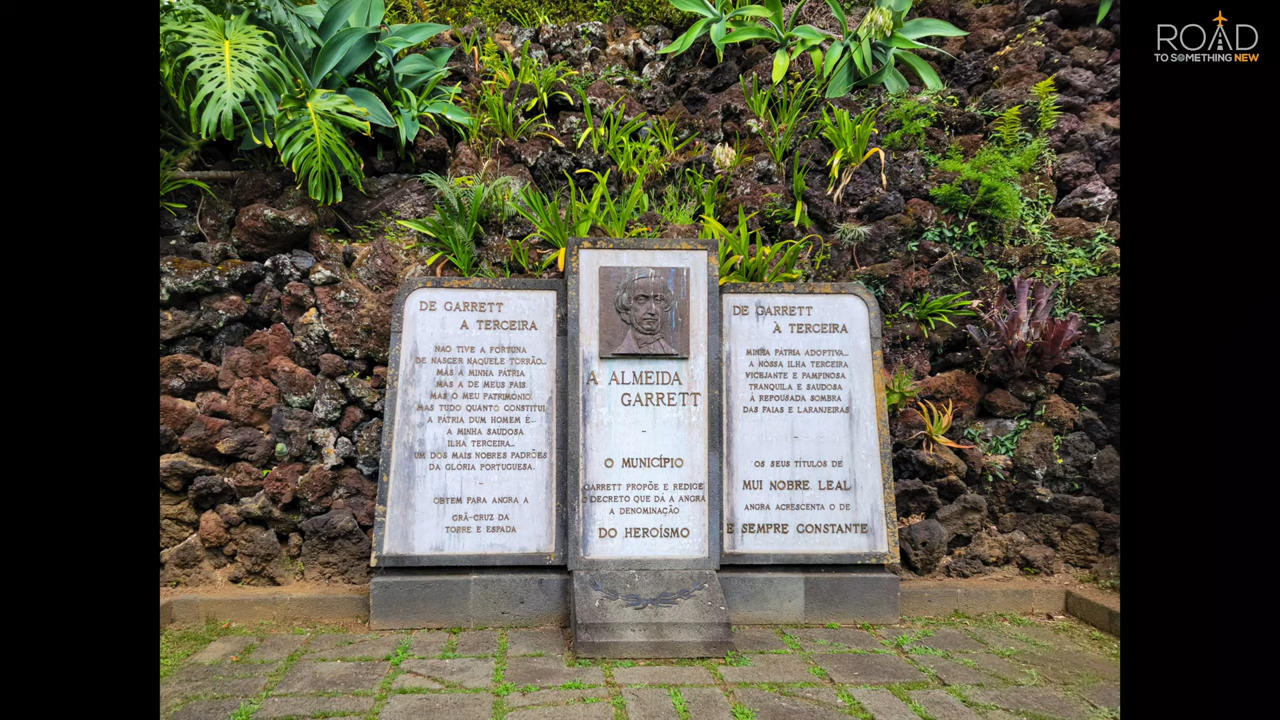 ROAD
TO SOMETHING NEW
DE GARRETT
A TERCEIRA
NAO TIVE A FORTUNA
DE NASCER NAQUELE TORRÃO...
MAS A MINHA PÁTRIA
MAS A DE MEUS PAIS
MAS O MEU PATRIMÓNIO
MAS TUDO QUANTO CONSTITUI
A PÁTRIA DUM HOMEM É...
A MINHA SAUDOSA
ILHA TERCEIRA...
UM DOS MAIS NOBRES PADRÕES
DA GLÓRIA PORTUGUESA.
-
OBTEM PARA ANGRA A
GRÃ-CRUZ DA
TORRE E ESPADA
A ALMEIDA
GARRETT
-
O MUNICÍPIO
GARRETT PROPÕE E REDIGE
O DECRETO QUE DÁ A ANGRA
A DENOMINAÇÃO
DO HEROÍSMO
DE GARRETT
À TERCEIRA
MINHA PÁTRIA ADOPTIVA...
A NOSSA ILHA TERCEIRA
VICEJANTE E PAMPINOSA
TRANQUILA E SAUDOSA
À REPOUSADA SOMBRA
DAS FAIAS E LARANJEIRAS
-
OS SEUS TÍTULOS DE
MUI NOBRE LEAL
ANGRA ACRESCENTA O DE
E SEMPRE CONSTANTE